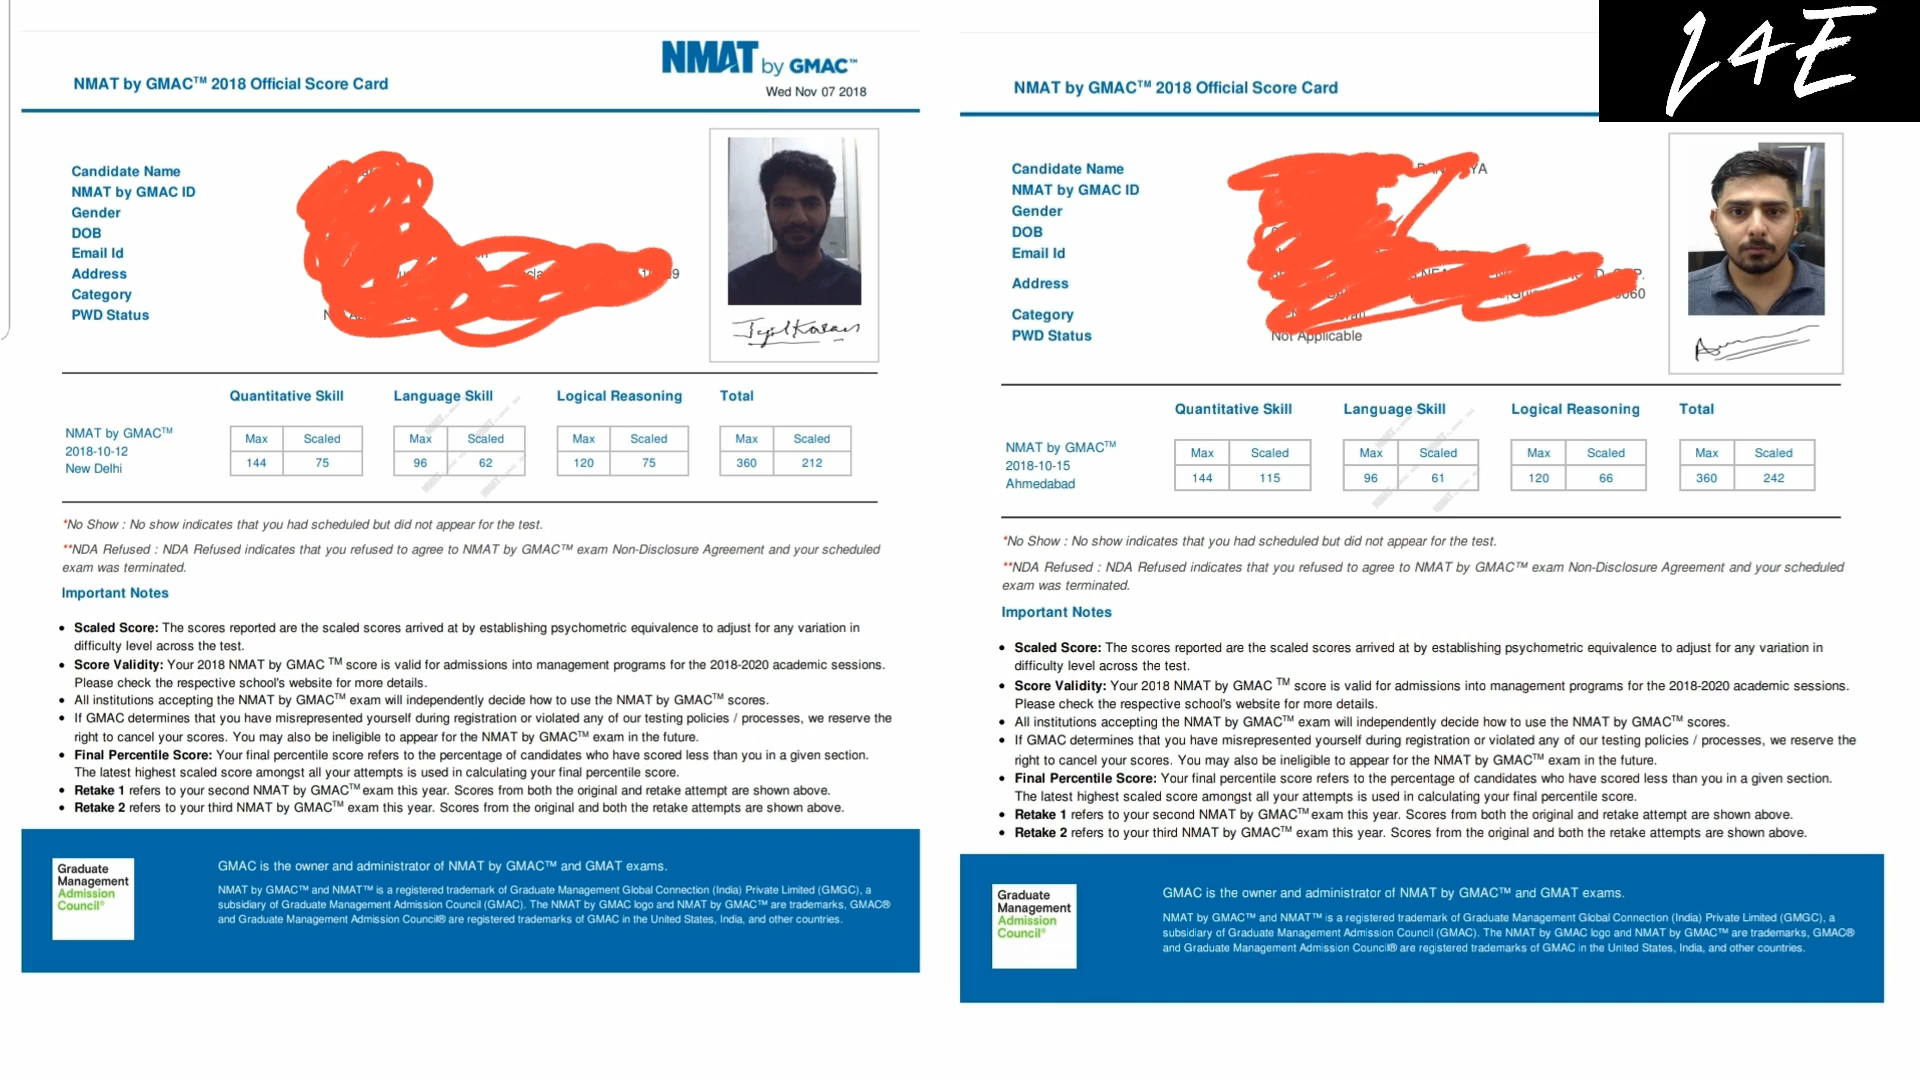 NMAT by GMAC™
Wed Nov 07 2018
NMAT by GMAC™ 2018 Official Score Card
Candidate Name
NMAT by GMAC ID
Gender
DOB
Email Id
Address
Category
PWD Status
Quantitative Skill Language Skill Logical Reasoning Total
NMAT by GMAC™
2018-10-12
New Delhi
Max Scaled Max Scaled Max Scaled Max Scaled
144 75 96 62 120 75 360 212
*No Show : No show indicates that you had scheduled but did not appear for the test.
**NDA Refused : NDA Refused indicates that you refused to agree to NMAT by GMAC™ exam Non-Disclosure Agreement and your scheduled
exam was terminated.
Important Notes
• Scaled Score: The scores reported are the scaled scores arrived at by establishing psychometric equivalence to adjust for any variation in
difficulty level across the test.
• Score Validity: Your 2018 NMAT by GMAC ™ score is valid for admissions into management programs for the 2018-2020 academic sessions.
Please check the respective school's website for more details.
• All institutions accepting the NMAT by GMAC™ exam will independently decide how to use the NMAT by GMAC™ scores.
• If GMAC determines that you have misrepresented yourself during registration or violated any of our testing policies / processes, we reserve the
right to cancel your scores. You may also be ineligible to appear for the NMAT by GMAC™ exam in the future.
• Final Percentile Score: Your final percentile score refers to the percentage of candidates who have scored less than you in a given section.
The latest highest scaled score amongst all your attempts is used in calculating your final percentile score.
• Retake 1 refers to your second NMAT by GMAC™ exam this year. Scores from both the original and retake attempt are shown above.
• Retake 2 refers to your third NMAT by GMAC™ exam this year. Scores from the original and both the retake attempts are shown above.
Graduate
Management
Admission
Council®
GMAC is the owner and administrator of NMAT by GMAC™ and GMAT exams.
NMAT by GMAC™ and NMAT™ is a registered trademark of Graduate Management Global Connection (India) Private Limited (GMGC), a
subsidiary of Graduate Management Admission Council (GMAC). The NMAT by GMAC logo and NMAT by GMAC™ are trademarks, GMAC®
and Graduate Management Admission Council® are registered trademarks of GMAC in the United States, India, and other countries.
L4E
NMAT by GMAC™ 2018 Official Score Card
Candidate Name
NMAT by GMAC ID
Gender
DOB
Email Id
Address
Category
PWD Status Not Applicable
Quantitative Skill Language Skill Logical Reasoning Total
NMAT by GMAC™
2018-10-15
Ahmedabad
Max Scaled Max Scaled Max Scaled Max Scaled
144 115 96 61 120 66 360 242
*No Show : No show indicates that you had scheduled but did not appear for the test.
**NDA Refused : NDA Refused indicates that you refused to agree to NMAT by GMAC™ exam Non-Disclosure Agreement and your scheduled
exam was terminated.
Important Notes
• Scaled Score: The scores reported are the scaled scores arrived at by establishing psychometric equivalence to adjust for any variation in
difficulty level across the test.
• Score Validity: Your 2018 NMAT by GMAC ™ score is valid for admissions into management programs for the 2018-2020 academic sessions.
Please check the respective school's website for more details.
• All institutions accepting the NMAT by GMAC™ exam will independently decide how to use the NMAT by GMAC™ scores.
• If GMAC determines that you have misrepresented yourself during registration or violated any of our testing policies / processes, we reserve the
right to cancel your scores. You may also be ineligible to appear for the NMAT by GMAC™ exam in the future.
• Final Percentile Score: Your final percentile score refers to the percentage of candidates who have scored less than you in a given section.
The latest highest scaled score amongst all your attempts is used in calculating your final percentile score.
• Retake 1 refers to your second NMAT by GMAC™ exam this year. Scores from both the original and retake attempt are shown above.
• Retake 2 refers to your third NMAT by GMAC™ exam this year. Scores from the original and both the retake attempts are shown above.
Graduate
Management
Admission
Council®
GMAC is the owner and administrator of NMAT by GMAC™ and GMAT exams.
NMAT by GMAC™ and NMAT™ is a registered trademark of Graduate Management Global Connection (India) Private Limited (GMGC), a
subsidiary of Graduate Management Admission Council (GMAC). The NMAT by GMAC logo and NMAT by GMAC™ are trademarks, GMAC®
and Graduate Management Admission Council® are registered trademarks of GMAC in the United States, India, and other countries.